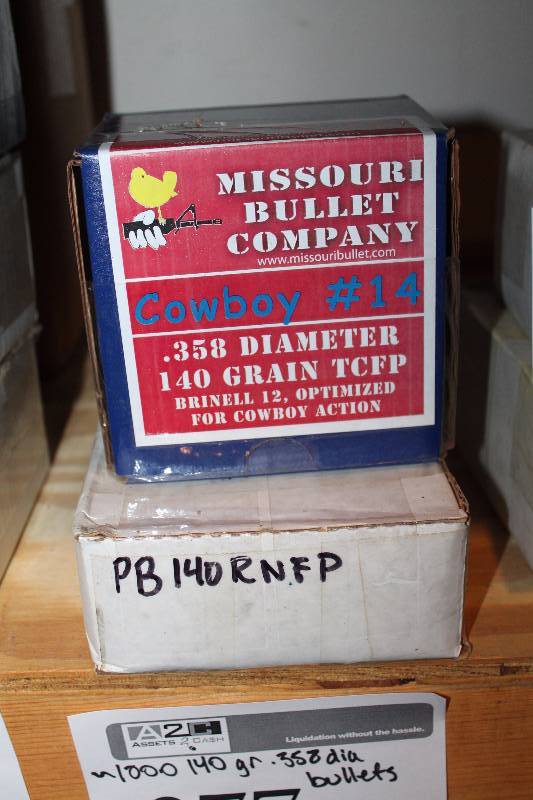 MISSOURI
BULLET
COMPANY
www.missouribullet.com
Cowboy #14
.358 DIAMETER
140 GRAIN TCFP
BRINELL 12, OPTIMIZED
FOR COWBOY ACTION
PB 140 RNFP
A2C
ASSETS 2 CASH
Liquidation without the hassle.
~1000 140 gr .358 dia
bullets